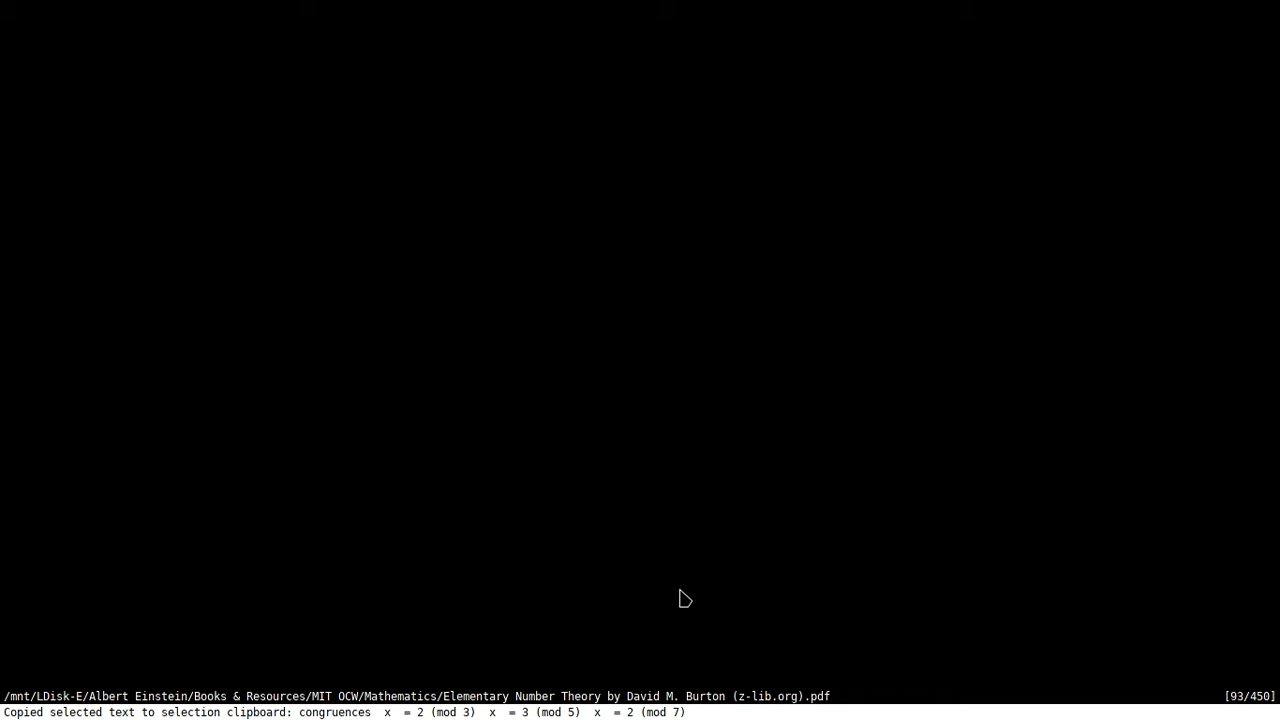 /mnt/LDisk-E/Albert Einstein/Books & Resources/MIT OCW/Mathematics/Elementary Number Theory by David M. Burton (z-lib.org).pdf [93/450]
Copied selected text to selection clipboard: congruences  x  = 2 (mod 3)  x  = 3 (mod 5)  x  = 2 (mod 7)